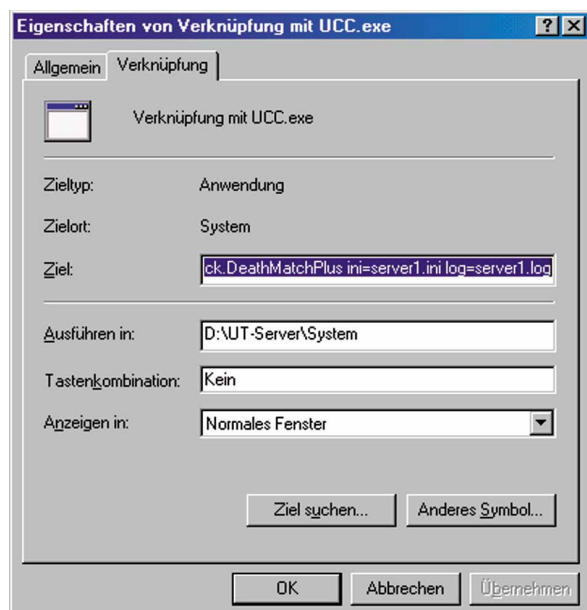 Eigenschaften von Verknüpfung mit UCC.exe
Allgemein Verknüpfung
Verknüpfung mit UCC.exe
Zieltyp: Anwendung
Zielort: System
Ziel: ck.DeathMatchPlus ini=server1.ini log=server1.log
Ausführen in: D:\UT-Server\System
Tastenkombination: Kein
Anzeigen in: Normales Fenster
Ziel suchen... Anderes Symbol...
OK Abbrechen Übernehmen